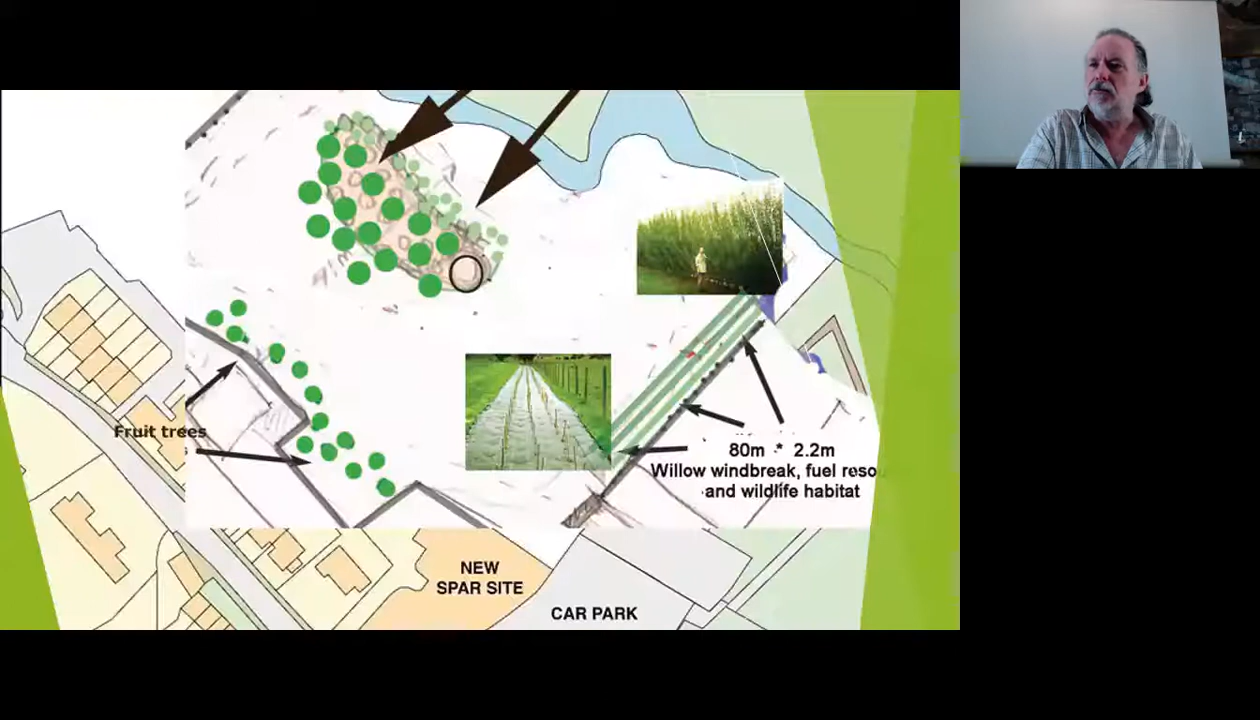 Fruit trees
80m * 2.2m
Willow windbreak, fuel reso
and wildlife habitat
NEW
SPAR SITE
CAR PARK